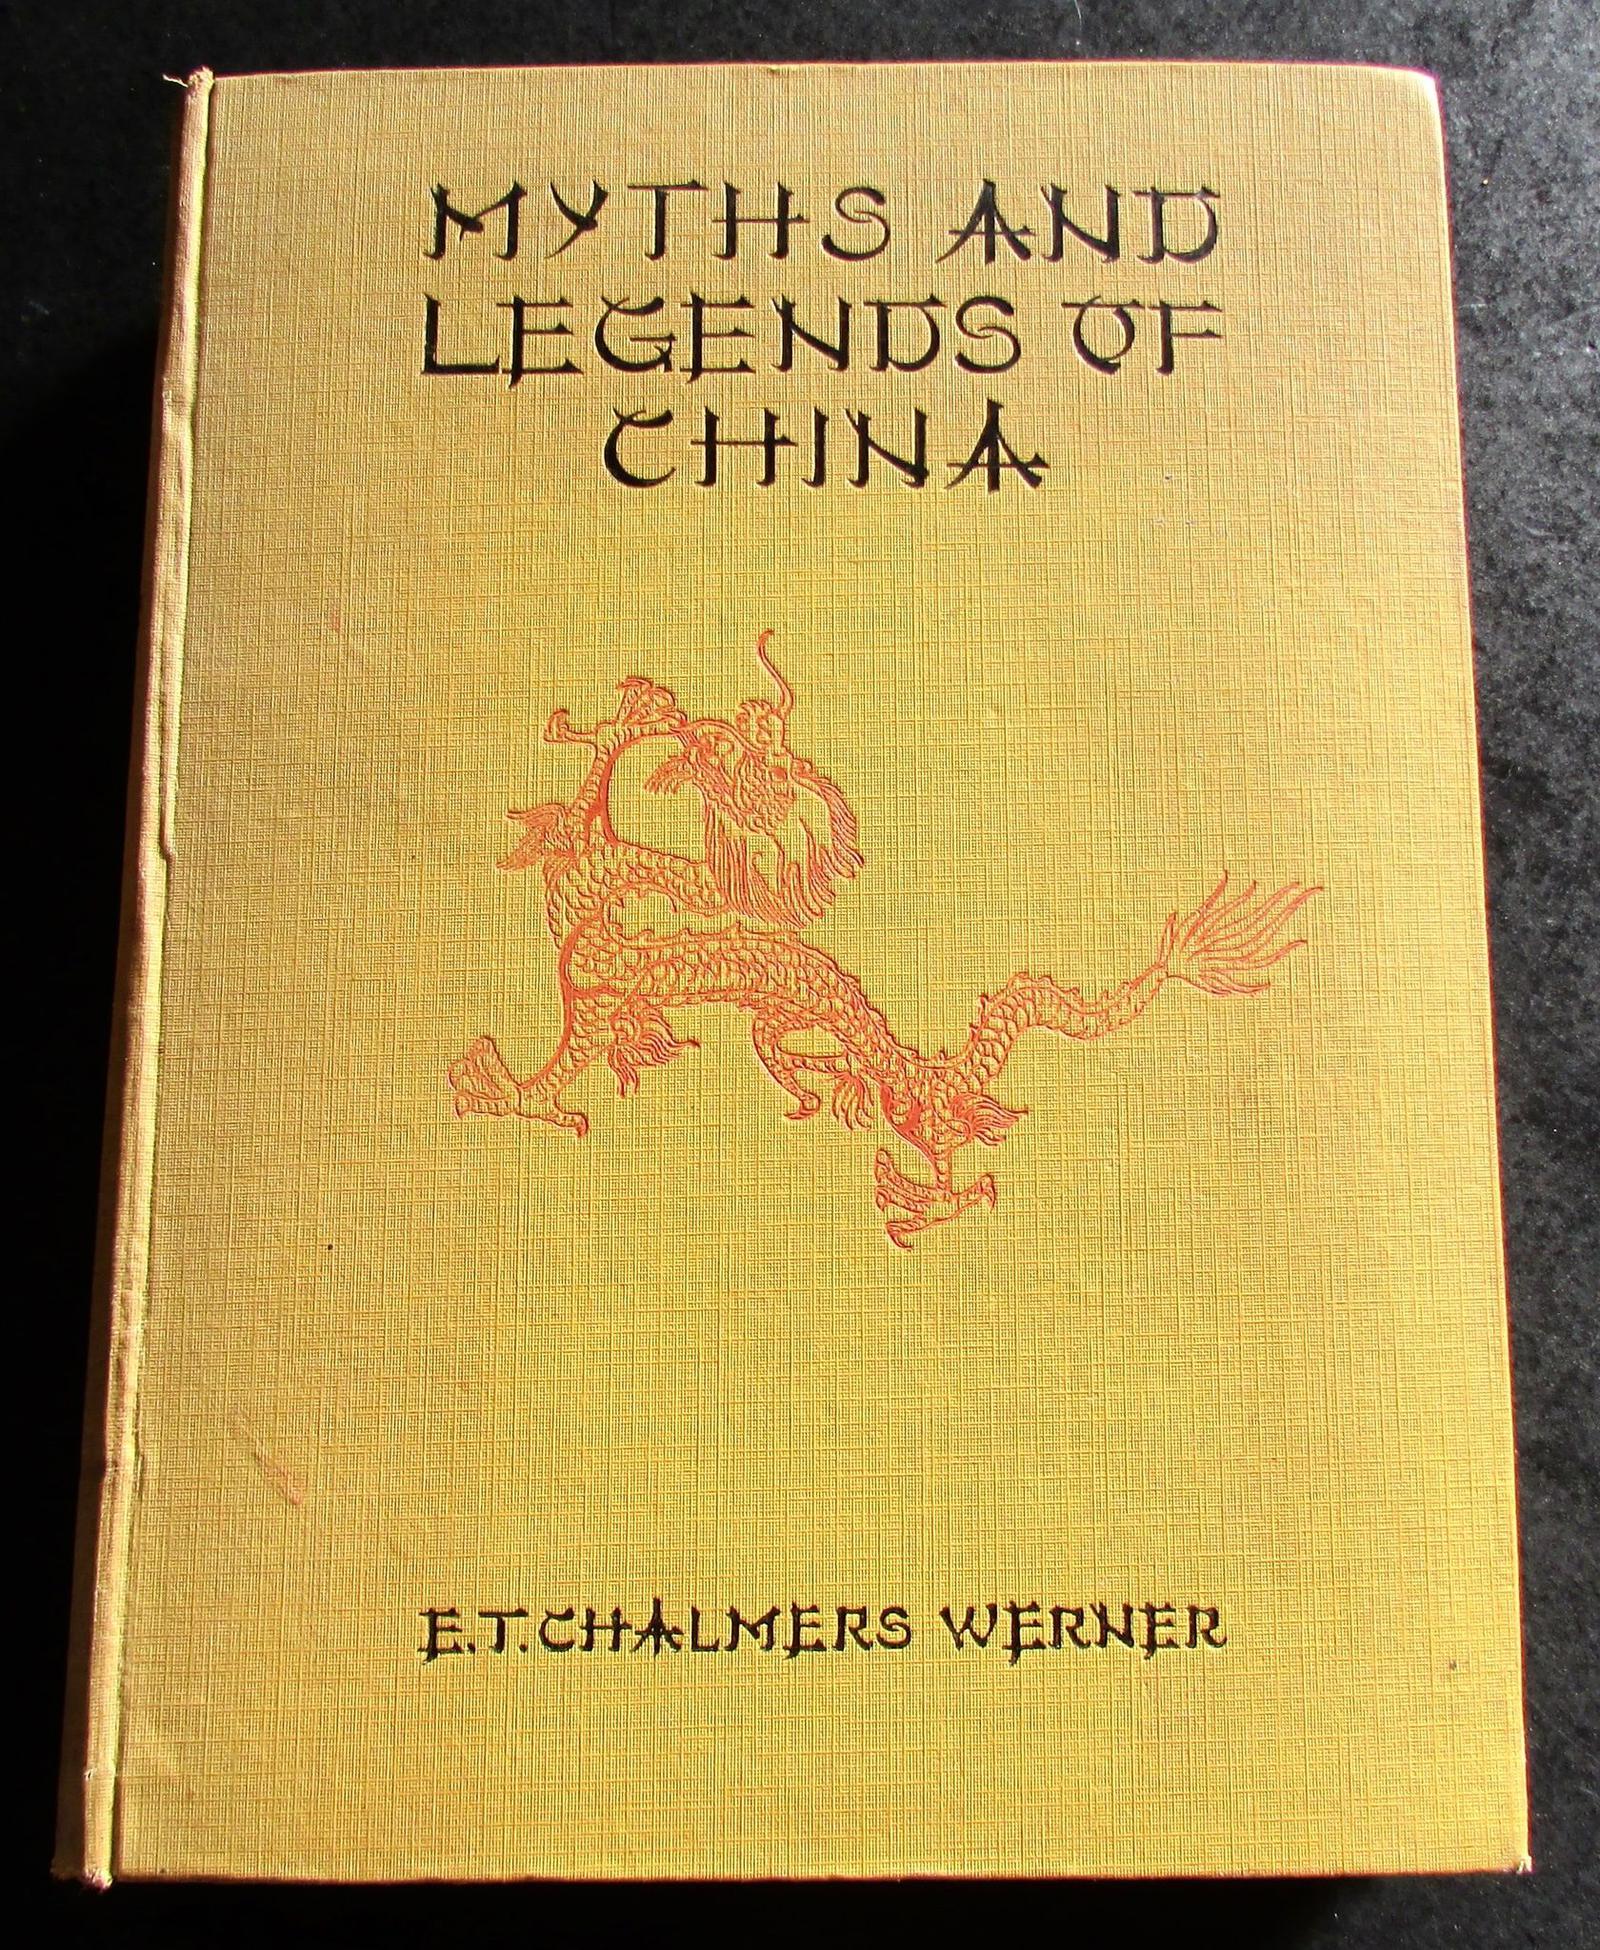 MYTHS AND
LEGENDS OF
CHINA
E.T. CHALMERS WERNER